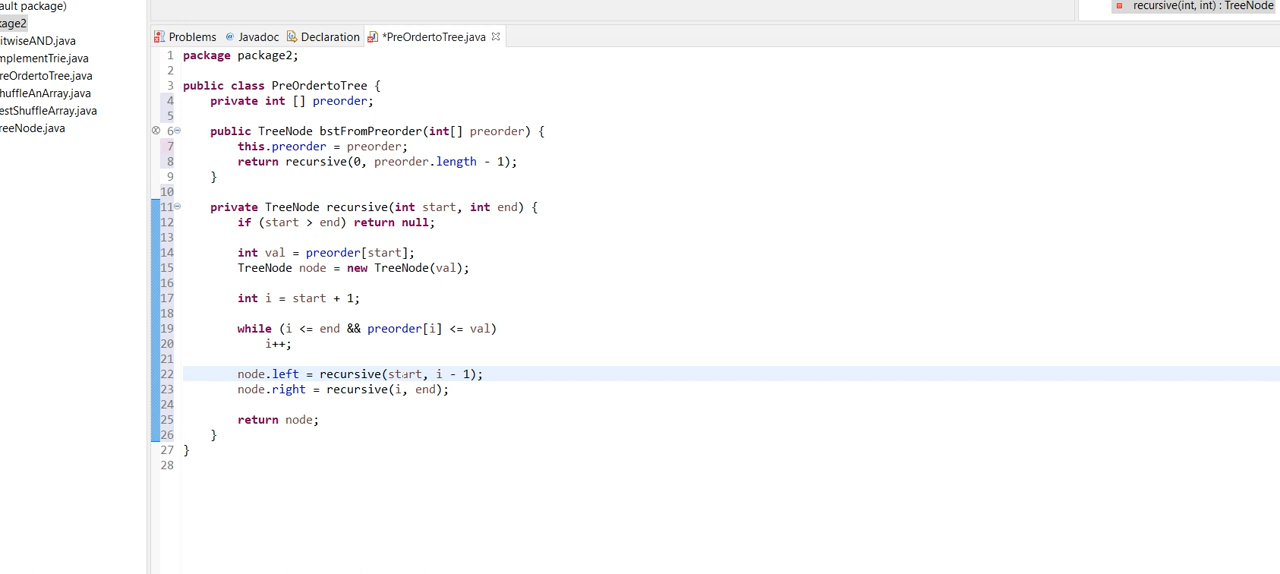 ault package)
kage2
itwiseAND.java
mplementTrie.java
reOrdertoTree.java
huffleAnArray.java
estShuffleArray.java
reeNode.java
recursive(int, int) : TreeNode
Problems Javadoc Declaration *PreOrdertoTree.java
1 package package2;
2
3 public class PreOrdertoTree {
4 private int [] preorder;
5
6 public TreeNode bstFromPreorder(int[] preorder) {
7 this.preorder = preorder;
8 return recursive(0, preorder.length - 1);
9 }
10
11 private TreeNode recursive(int start, int end) {
12 if (start > end) return null;
13
14 int val = preorder[start];
15 TreeNode node = new TreeNode(val);
16
17 int i = start + 1;
18
19 while (i <= end && preorder[i] <= val)
20 i++;
21
22 node.left = recursive(start, i - 1);
23 node.right = recursive(i, end);
24
25 return node;
26 }
27 }
28